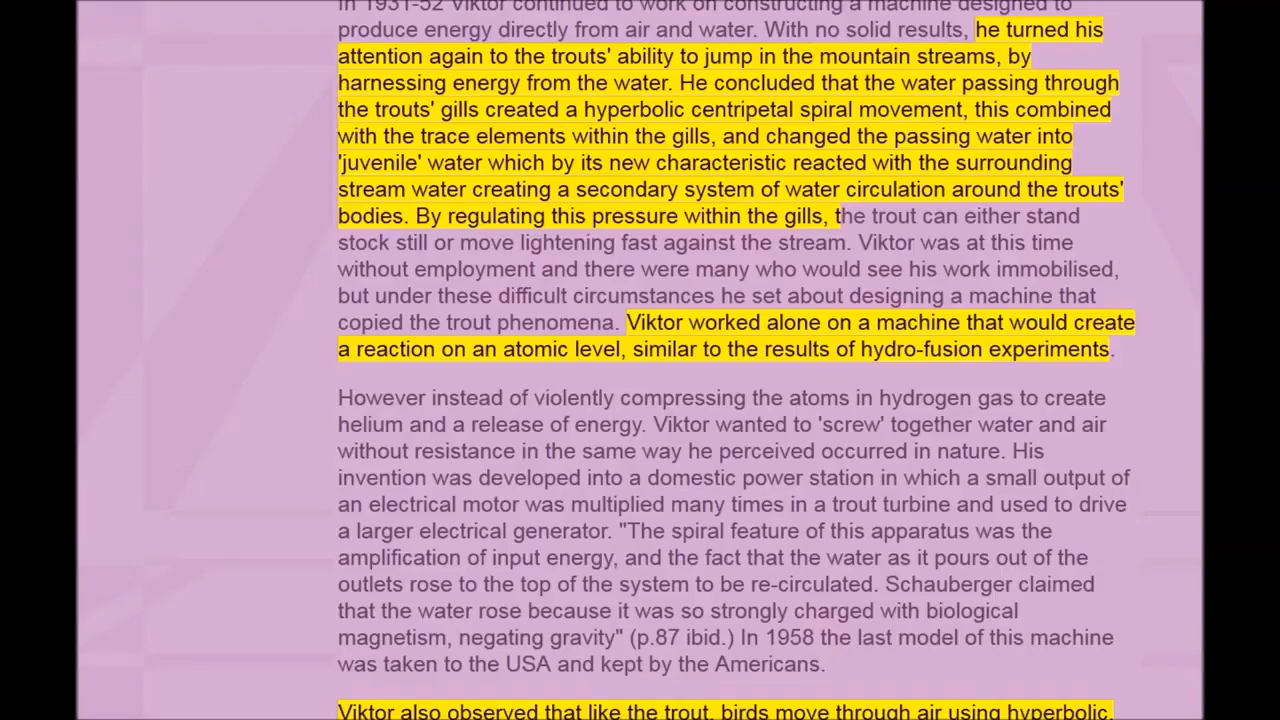 In 1931-52 Viktor continued to work on constructing a machine designed to
produce energy directly from air and water. With no solid results, he turned his
attention again to the trouts' ability to jump in the mountain streams, by
harnessing energy from the water. He concluded that the water passing through
the trouts' gills created a hyperbolic centripetal spiral movement, this combined
with the trace elements within the gills, and changed the passing water into
'juvenile' water which by its new characteristic reacted with the surrounding
stream water creating a secondary system of water circulation around the trouts'
bodies. By regulating this pressure within the gills, the trout can either stand
stock still or move lightening fast against the stream. Viktor was at this time
without employment and there were many who would see his work immobilised,
but under these difficult circumstances he set about designing a machine that
copied the trout phenomena. Viktor worked alone on a machine that would create
a reaction on an atomic level, similar to the results of hydro-fusion experiments.
However instead of violently compressing the atoms in hydrogen gas to create
helium and a release of energy. Viktor wanted to 'screw' together water and air
without resistance in the same way he perceived occurred in nature. His
invention was developed into a domestic power station in which a small output of
an electrical motor was multiplied many times in a trout turbine and used to drive
a larger electrical generator. "The spiral feature of this apparatus was the
amplification of input energy, and the fact that the water as it pours out of the
outlets rose to the top of the system to be re-circulated. Schauberger claimed
that the water rose because it was so strongly charged with biological
magnetism, negating gravity" (p.87 ibid.) In 1958 the last model of this machine
was taken to the USA and kept by the Americans.
Viktor also observed that like the trout, birds move through air using hyperbolic,